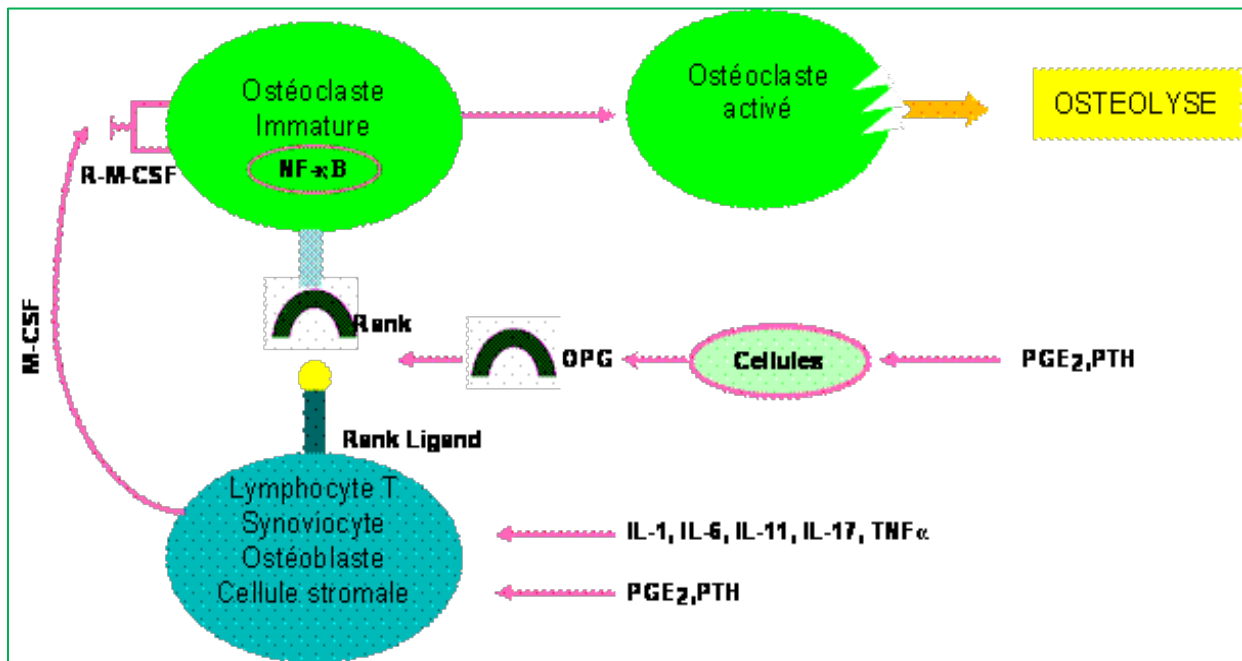 Ostéoclaste
Immature
NF-κB
Ostéoclaste
activé
OSTEOLYSE
R-M-CSF
M-CSF
Rank
OPG
Cellules
PGE2,PTH
Rank Ligand
Lymphocyte T
Synoviocyte
Ostéoblaste
Cellule stromale
IL-1, IL-6, IL-11, IL-17, TNFα
PGE2,PTH